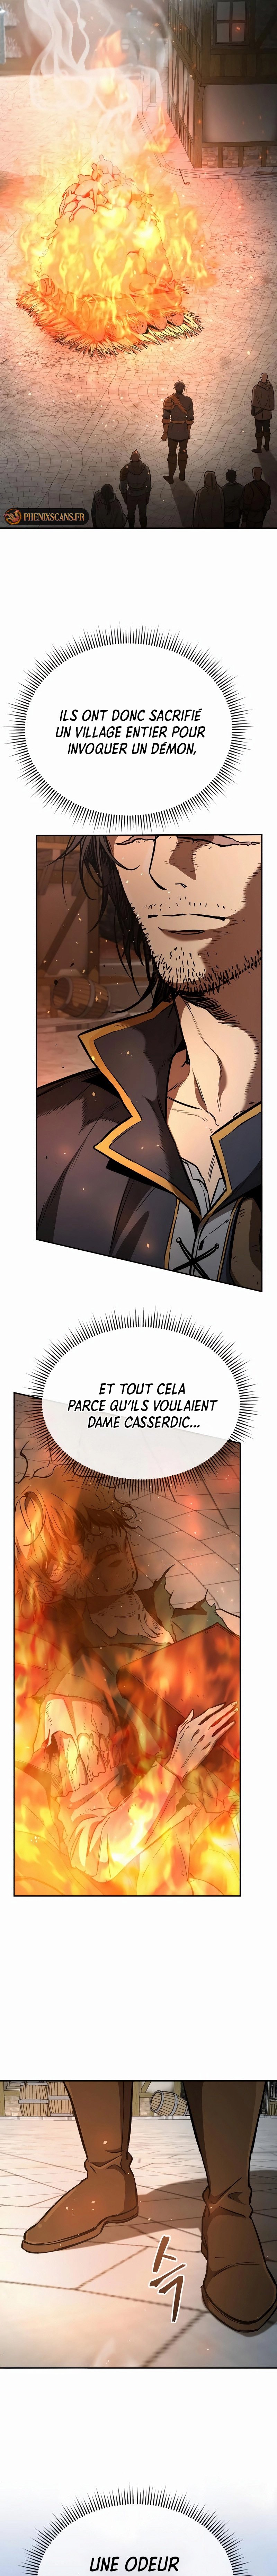 PHENIXSCANS.FR
ILS ONT DONC SACRIFIÉ
UN VILLAGE ENTIER POUR
INVOQUER UN DÉMON,
ET TOUT CELA
PARCE QU'ILS VOULAIENT
DAME CASSERDIC...
UNE ODEUR